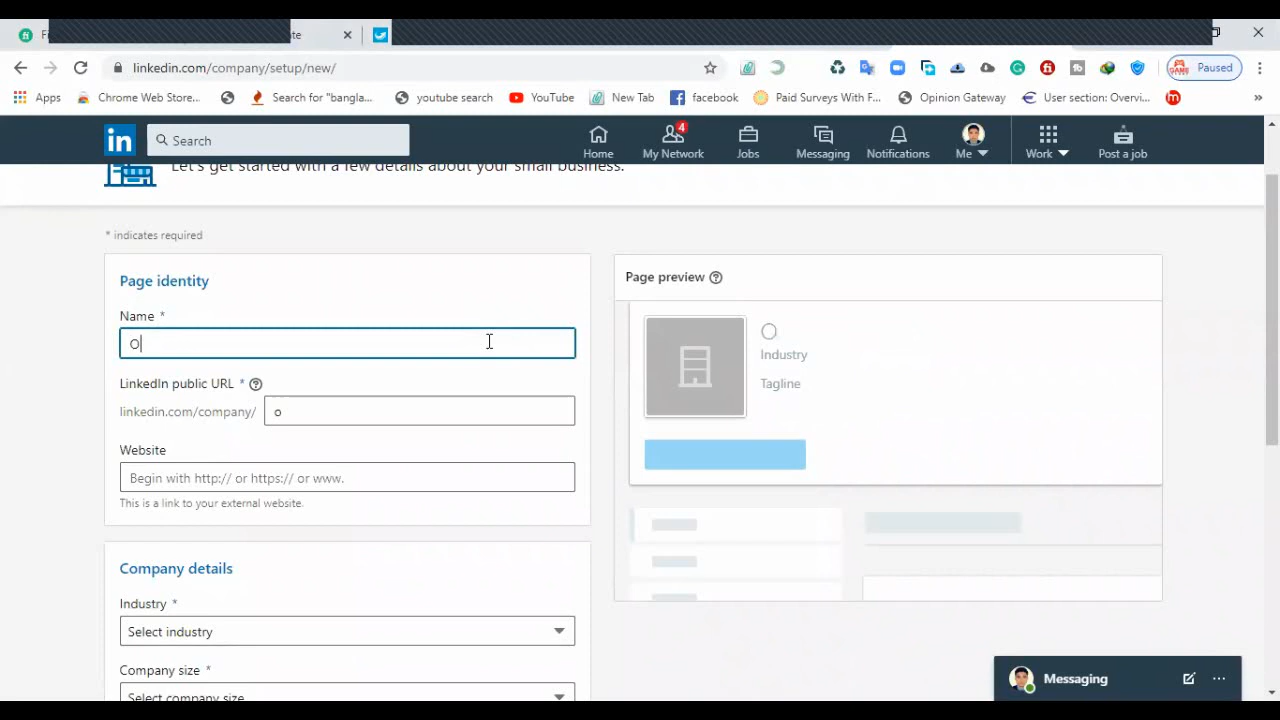 Fi
te
linkedin.com/company/setup/new/
Paused
Apps
Chrome Web Store...
Search for "bangla...
youtube search
YouTube
New Tab
facebook
Paid Surveys With F...
Opinion Gateway
User section: Overvi...
»
in
Search
Home
4
My Network
Jobs
Messaging
Notifications
Me
Work
Post a job
Let's get started with a few details about your small business.
* indicates required
Page identity
Name *
O
LinkedIn public URL *
linkedin.com/company/
o
Website
Begin with http:// or https:// or www.
This is a link to your external website.
Company details
Industry *
Select industry
Company size *
Select company size
Page preview
O
Industry
Tagline
Messaging